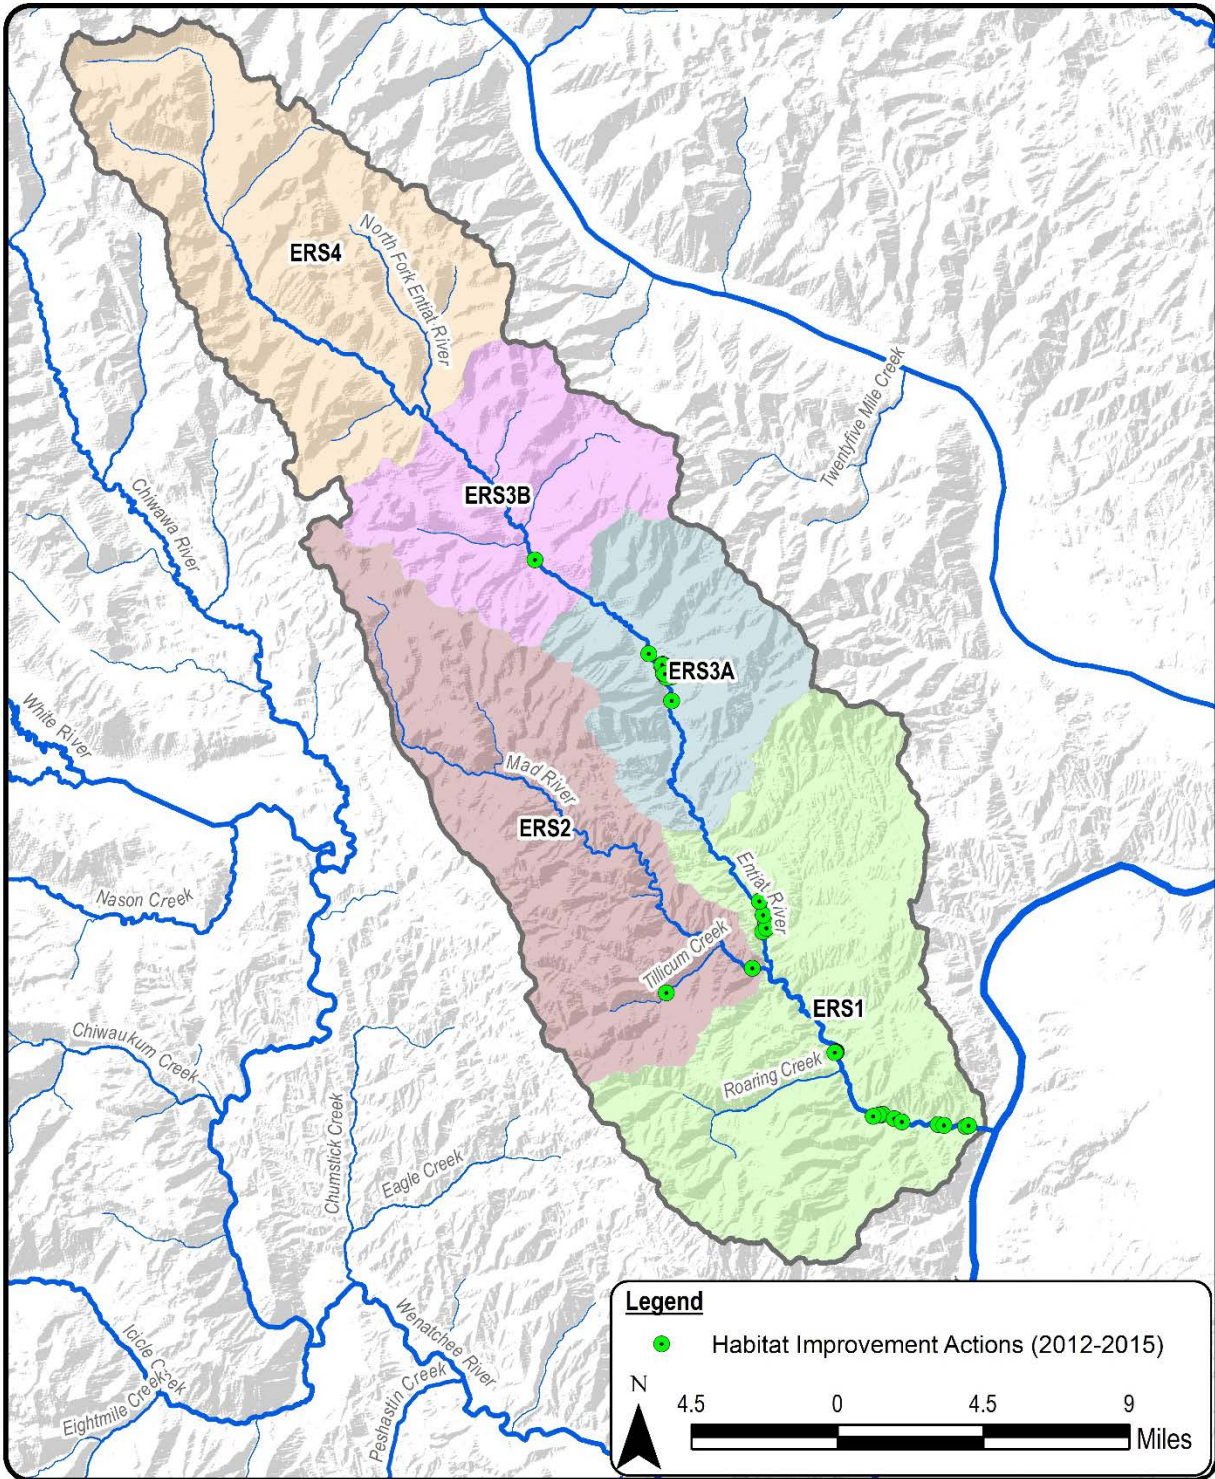 ERS4
North Fork Entiat River
Twentyfive Mile Creek
ERS3B
Chiwawa River
ERS3A
White River
Mad River
ERS2
Entiat River
Nason Creek
Tillicum Creek
ERS1
Chiwaukum Creek
Roaring Creek
Chumstick Creek
Eagle Creek
Wenatchee River
Icicle Creek
Eightmile Creek
Peshastin Creek
Legend
Habitat Improvement Actions (2012-2015)
N
4.5 0 4.5 9
Miles